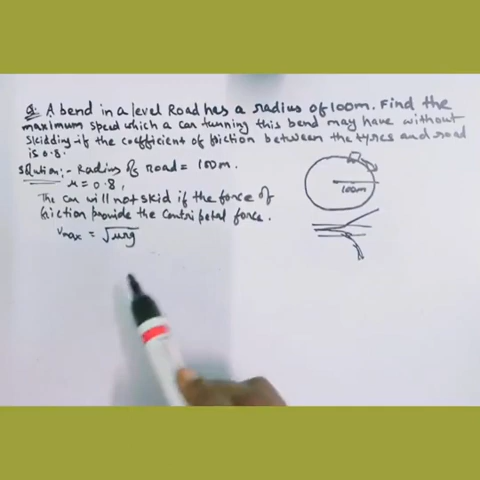 Q: A bend in a level Road has a radius of 100m. Find the
maximum speed which a car turning this bend may have without
skidding if the coefficient of friction between the tyres and road
is 0.8.
Solution:- Radius of road = 100m.
μ = 0.8,
The car will not skid if the force of
friction provide the Centripetal force.
Vmax = √μrg
100m